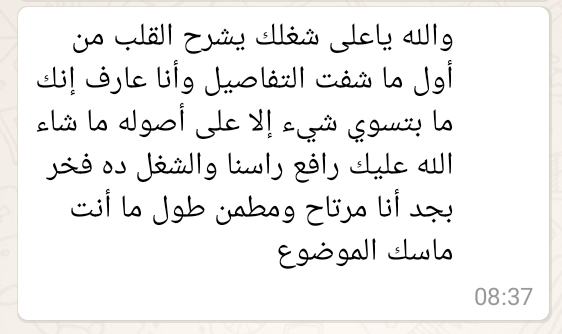 والله ياعلى شغلك يشرح القلب من
أول ما شفت التفاصيل وأنا عارف إنك
ما بتسوي شيء إلا على أصوله ما شاء
الله عليك رافع راسنا والشغل ده فخر
بجد أنا مرتاح ومطمن طول ما أنت
ماسك الموضوع
08:37